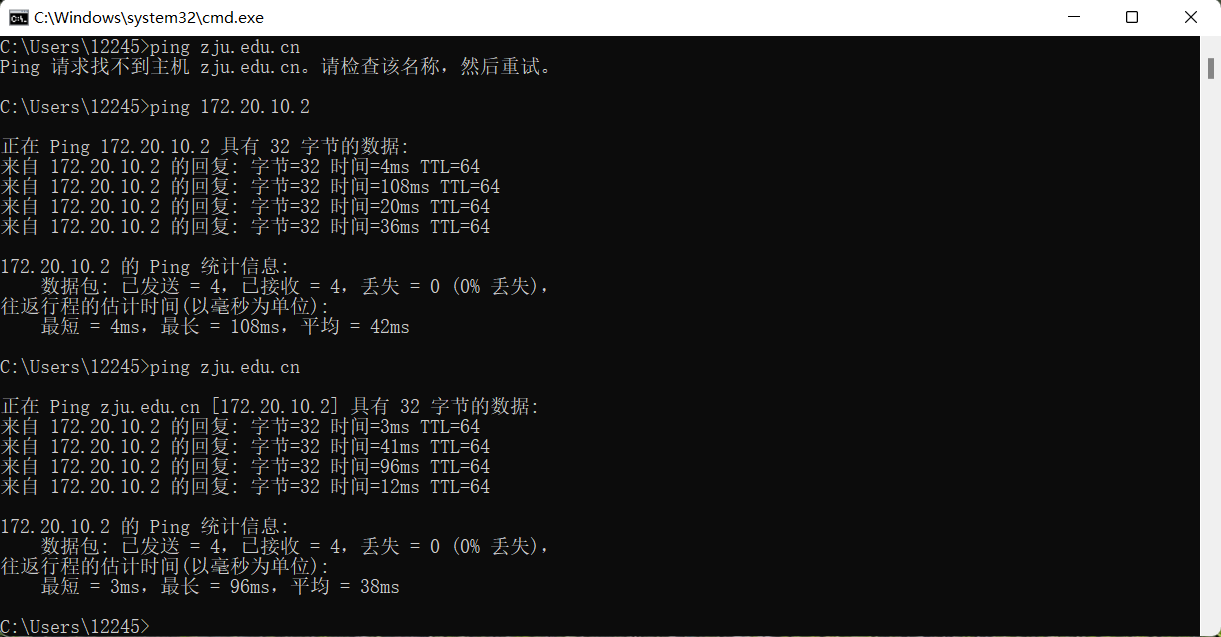 C:\Windows\system32\cmd.exe
C:\Users\12245>ping zju.edu.cn
Ping 请求找不到主机 zju.edu.cn。请检查该名称，然后重试。
C:\Users\12245>ping 172.20.10.2
正在 Ping 172.20.10.2 具有 32 字节的数据:
来自 172.20.10.2 的回复: 字节=32 时间=4ms TTL=64
来自 172.20.10.2 的回复: 字节=32 时间=108ms TTL=64
来自 172.20.10.2 的回复: 字节=32 时间=20ms TTL=64
来自 172.20.10.2 的回复: 字节=32 时间=36ms TTL=64
172.20.10.2 的 Ping 统计信息:
    数据包: 已发送 = 4，已接收 = 4，丢失 = 0 (0% 丢失)，
往返行程的估计时间(以毫秒为单位):
    最短 = 4ms，最长 = 108ms，平均 = 42ms
C:\Users\12245>ping zju.edu.cn
正在 Ping zju.edu.cn [172.20.10.2] 具有 32 字节的数据:
来自 172.20.10.2 的回复: 字节=32 时间=3ms TTL=64
来自 172.20.10.2 的回复: 字节=32 时间=41ms TTL=64
来自 172.20.10.2 的回复: 字节=32 时间=96ms TTL=64
来自 172.20.10.2 的回复: 字节=32 时间=12ms TTL=64
172.20.10.2 的 Ping 统计信息:
    数据包: 已发送 = 4，已接收 = 4，丢失 = 0 (0% 丢失)，
往返行程的估计时间(以毫秒为单位):
    最短 = 3ms，最长 = 96ms，平均 = 38ms
C:\Users\12245>